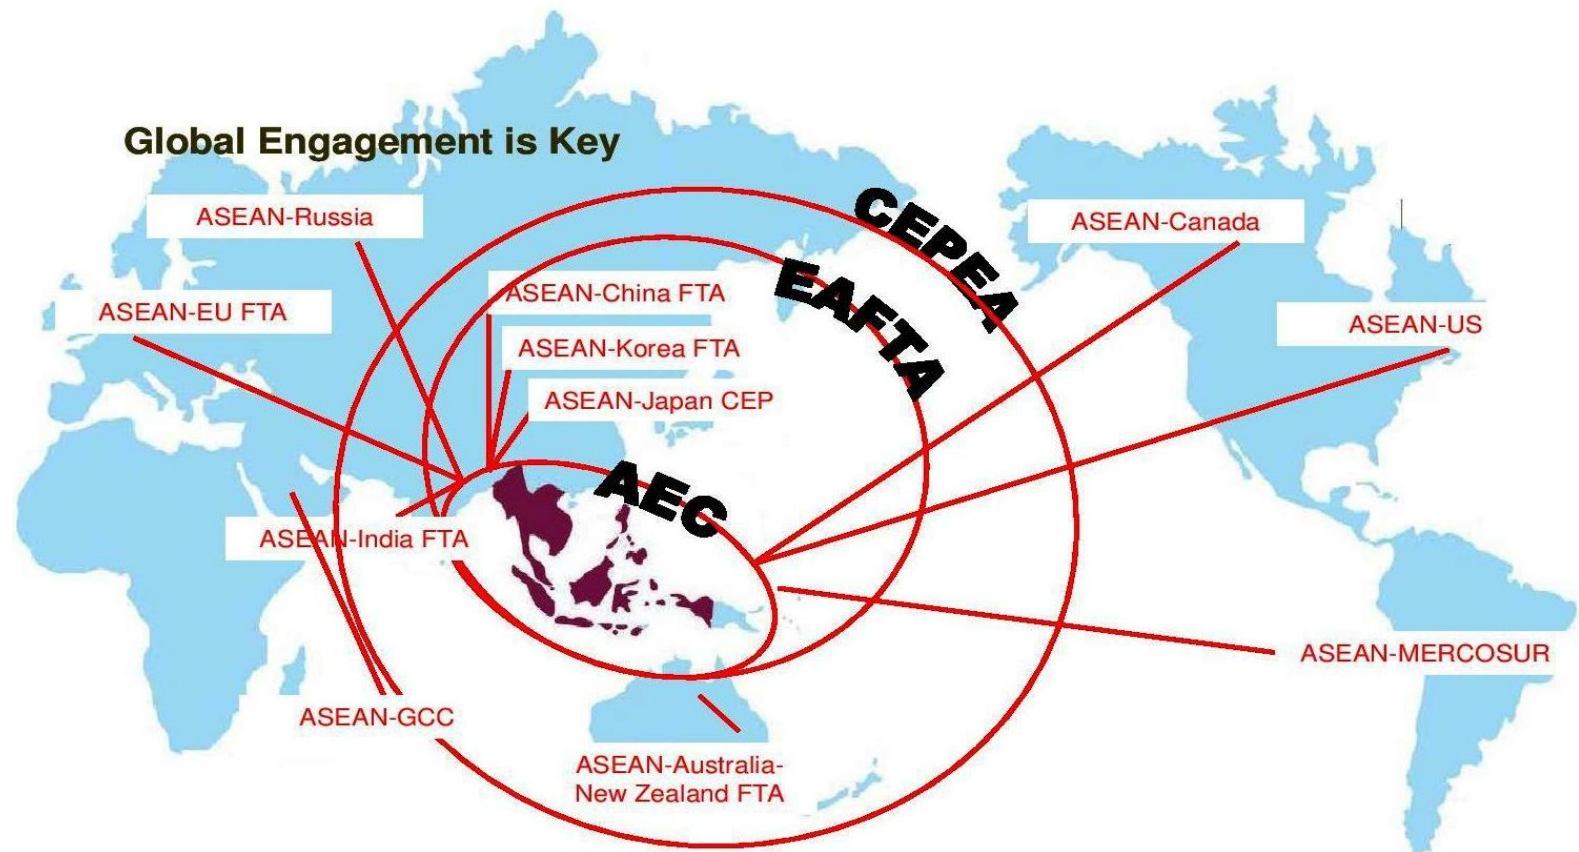 Global Engagement is Key
CEPEA
ASEAN-Russia
ASEAN-Canada
EAFTA
ASEAN-China FTA
ASEAN-EU FTA
ASEAN-US
ASEAN-Korea FTA
ASEAN-Japan CEP
AEC
ASEAN-India FTA
ASEAN-MERCOSUR
ASEAN-GCC
ASEAN-Australia-
New Zealand FTA